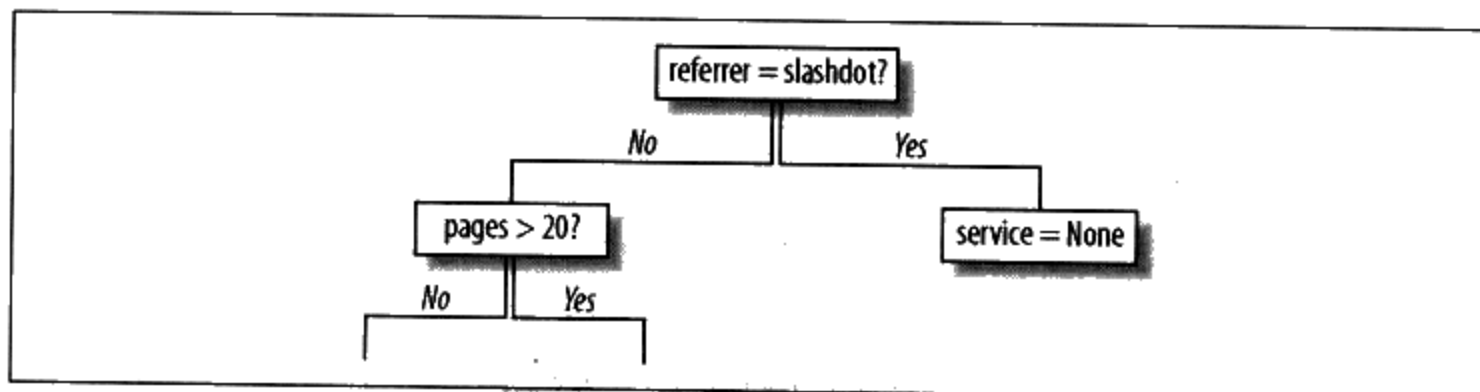 referrer = slashdot?
No
Yes
pages > 20?
service = None
No
Yes